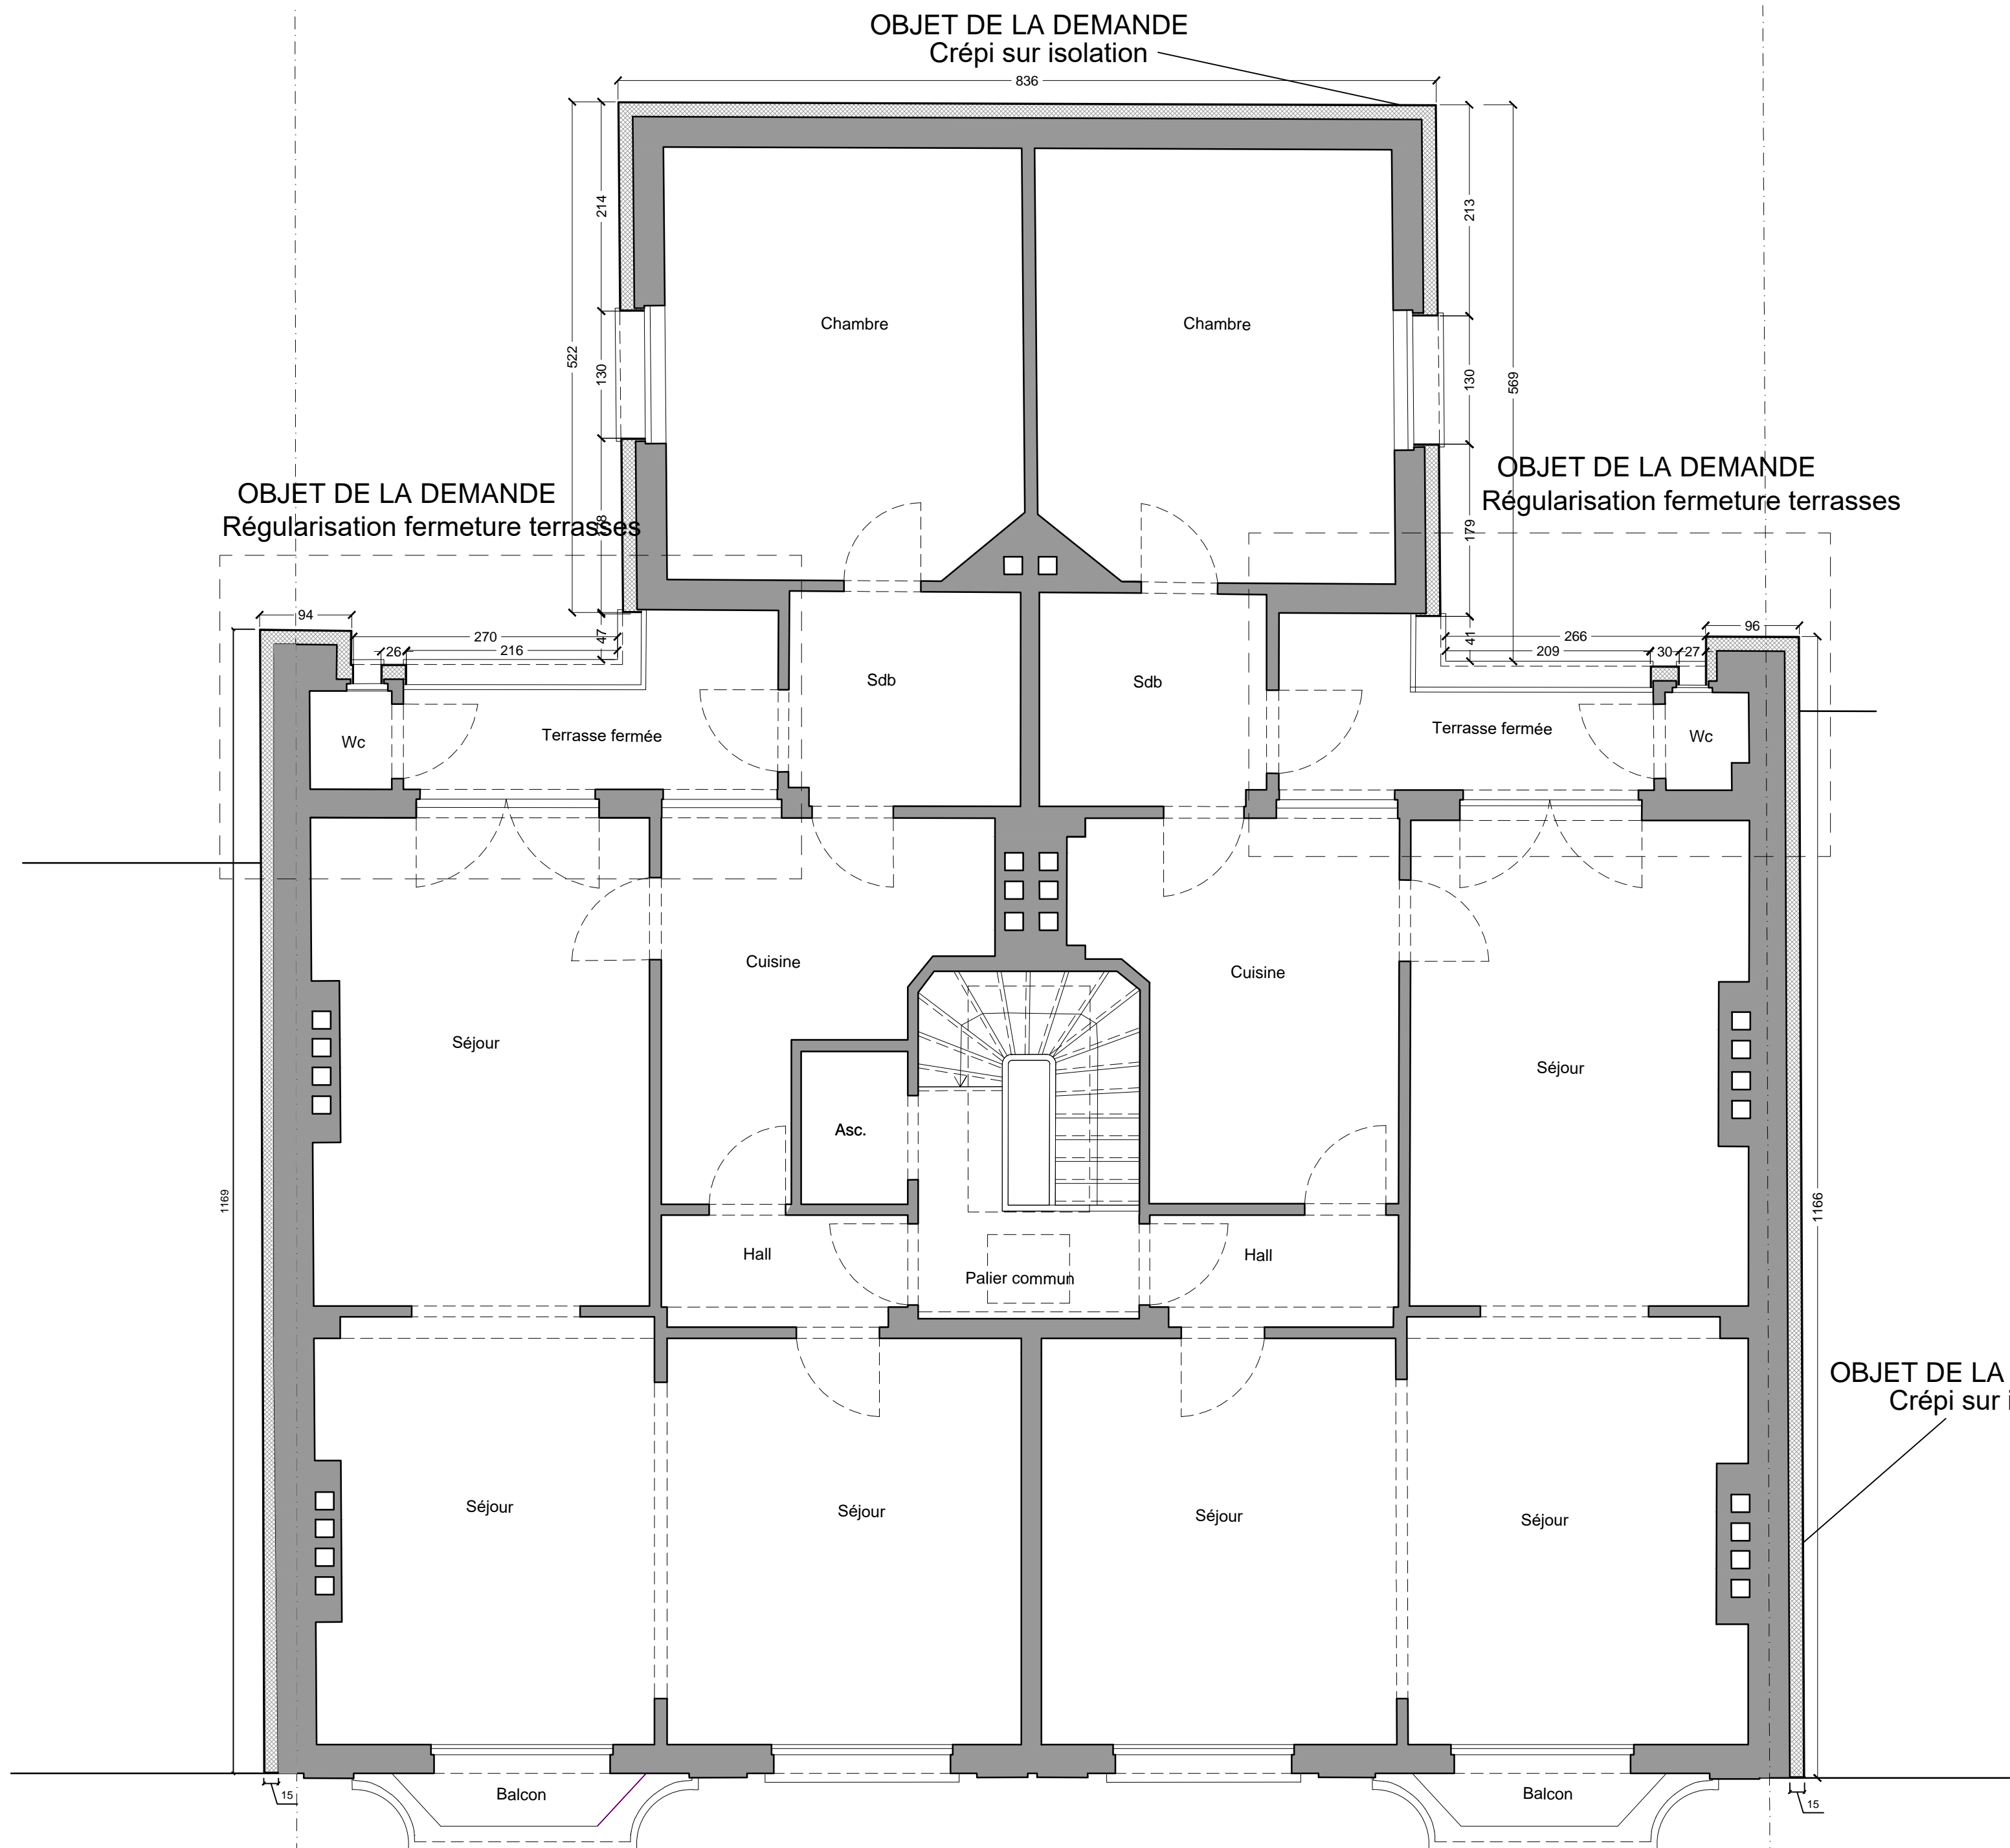 OBJET DE LA DEMANDE
Crépi sur isolation
836
214
213
522
130
130
569
Chambre
Chambre
OBJET DE LA DEMANDE
Régularisation fermeture terrasses
OBJET DE LA DEMANDE
Régularisation fermeture terrasses
179
94
270
47
26
216
41
266
96
209
30
27
Sdb
Sdb
Wc
Terrasse fermée
Terrasse fermée
Wc
Cuisine
Cuisine
Séjour
Séjour
Asc.
1169
1166
Hall
Hall
Palier commun
OBJET DE LA
Crépi sur i
Séjour
Séjour
Séjour
Séjour
Balcon
Balcon
15
15